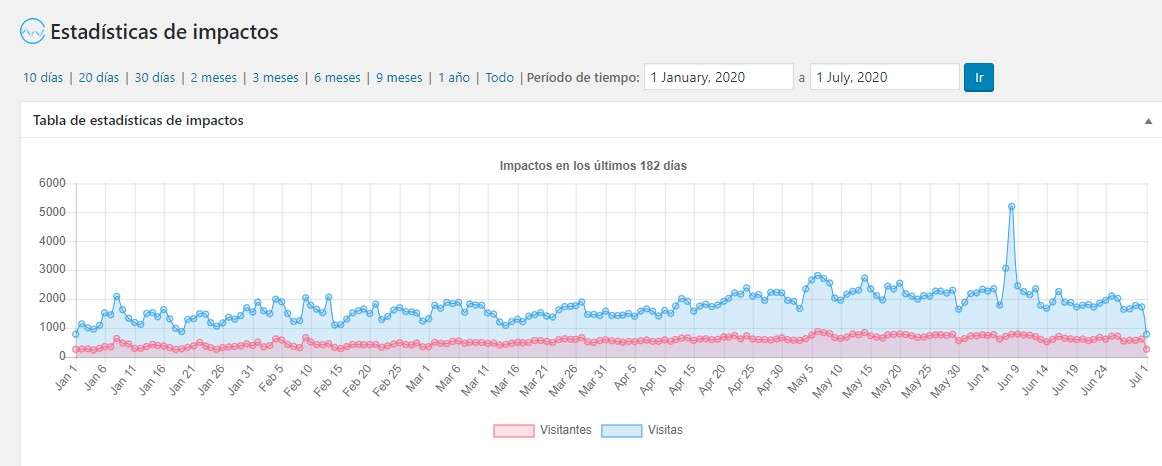 Estadísticas de impactos
10 días | 20 días | 30 días | 2 meses | 3 meses | 6 meses | 9 meses | 1 año | Todo | Período de tiempo: 1 January, 2020 a 1 July, 2020 Ir
Tabla de estadísticas de impactos
Impactos en los últimos 182 días
6000
5000
4000
3000
2000
1000
0
Jan 1 Jan 6 Jan 11 Jan 16 Jan 21 Jan 26 Jan 31 Feb 5 Feb 10 Feb 15 Feb 20 Feb 25 Mar 1 Mar 6 Mar 11 Mar 16 Mar 21 Mar 26 Mar 31 Apr 5 Apr 10 Apr 15 Apr 20 Apr 25 Apr 30 May 5 May 10 May 15 May 20 May 25 May 30 Jun 4 Jun 9 Jun 14 Jun 19 Jun 24 Jul 1
Visitantes Visitas